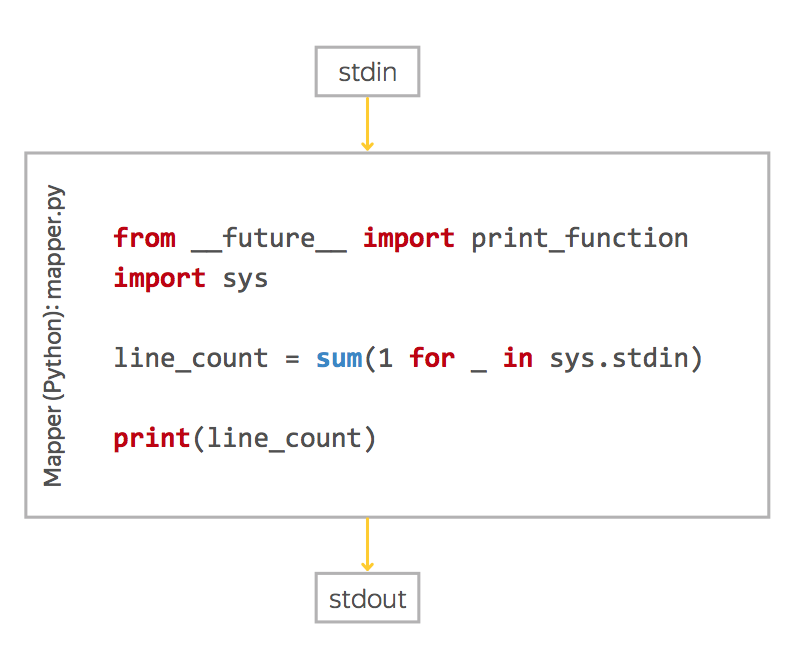 stdin
Mapper (Python): mapper.py
from __future__ import print_function
import sys
line_count = sum(1 for _ in sys.stdin)
print(line_count)
stdout